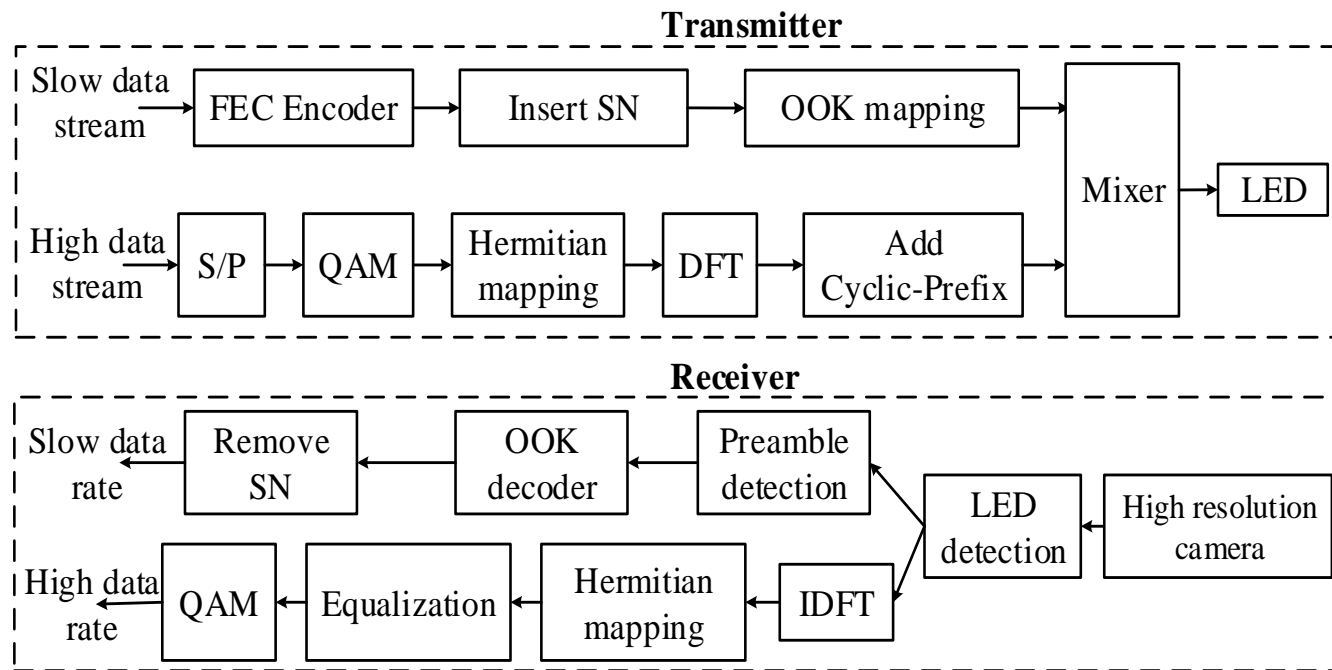 Transmitter
Slow data
stream
FEC Encoder
Insert SN
OOK mapping
Mixer
LED
High data
stream
S/P
QAM
Hermitian
mapping
DFT
Add
Cyclic-Prefix
Receiver
Slow data
rate
Remove
SN
OOK
decoder
Preamble
detection
LED
detection
High resolution
camera
High data
rate
QAM
Equalization
Hermitian
mapping
IDFT